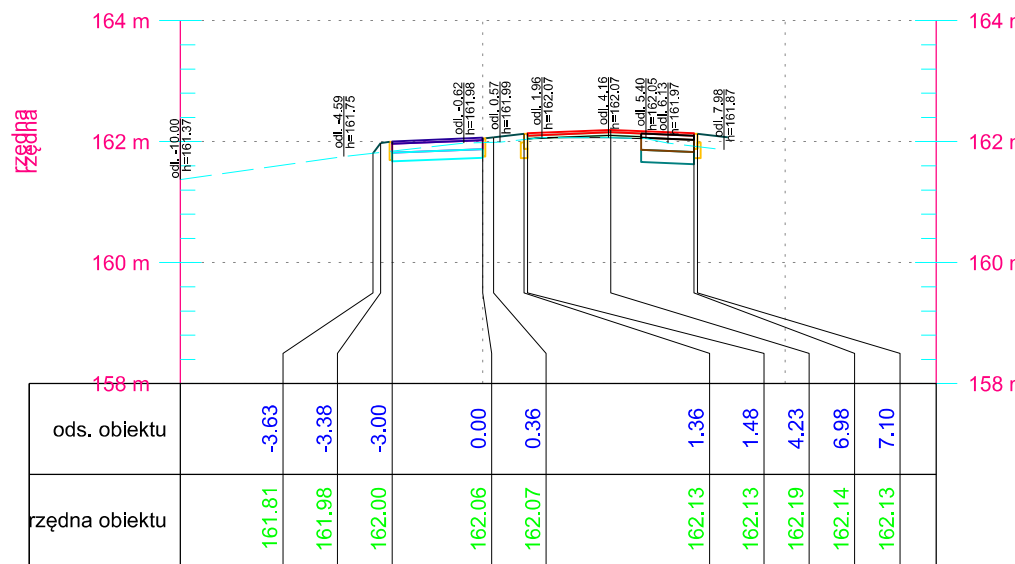 164 m
164 m
rzędna
rzędna
162 m
162 m
160 m
160 m
158 m
158 m
odl. -10.00
h=161.37
odl. -4.59
h=161.75
odl. -0.62
h=161.98
odl. 0.57
h=161.99
odl. 1.96
h=162.07
odl. 4.16
h=162.07
odl. 5.40
h=162.05
odl. 6.13
h=161.97
odl. 7.98
h=161.87
ods. obiektu
-3.63
-3.38
-3.00
0.00
0.36
1.36
1.48
4.23
6.98
7.10
rzędna obiektu
161.81
161.98
162.00
162.06
162.07
162.13
162.13
162.19
162.14
162.13